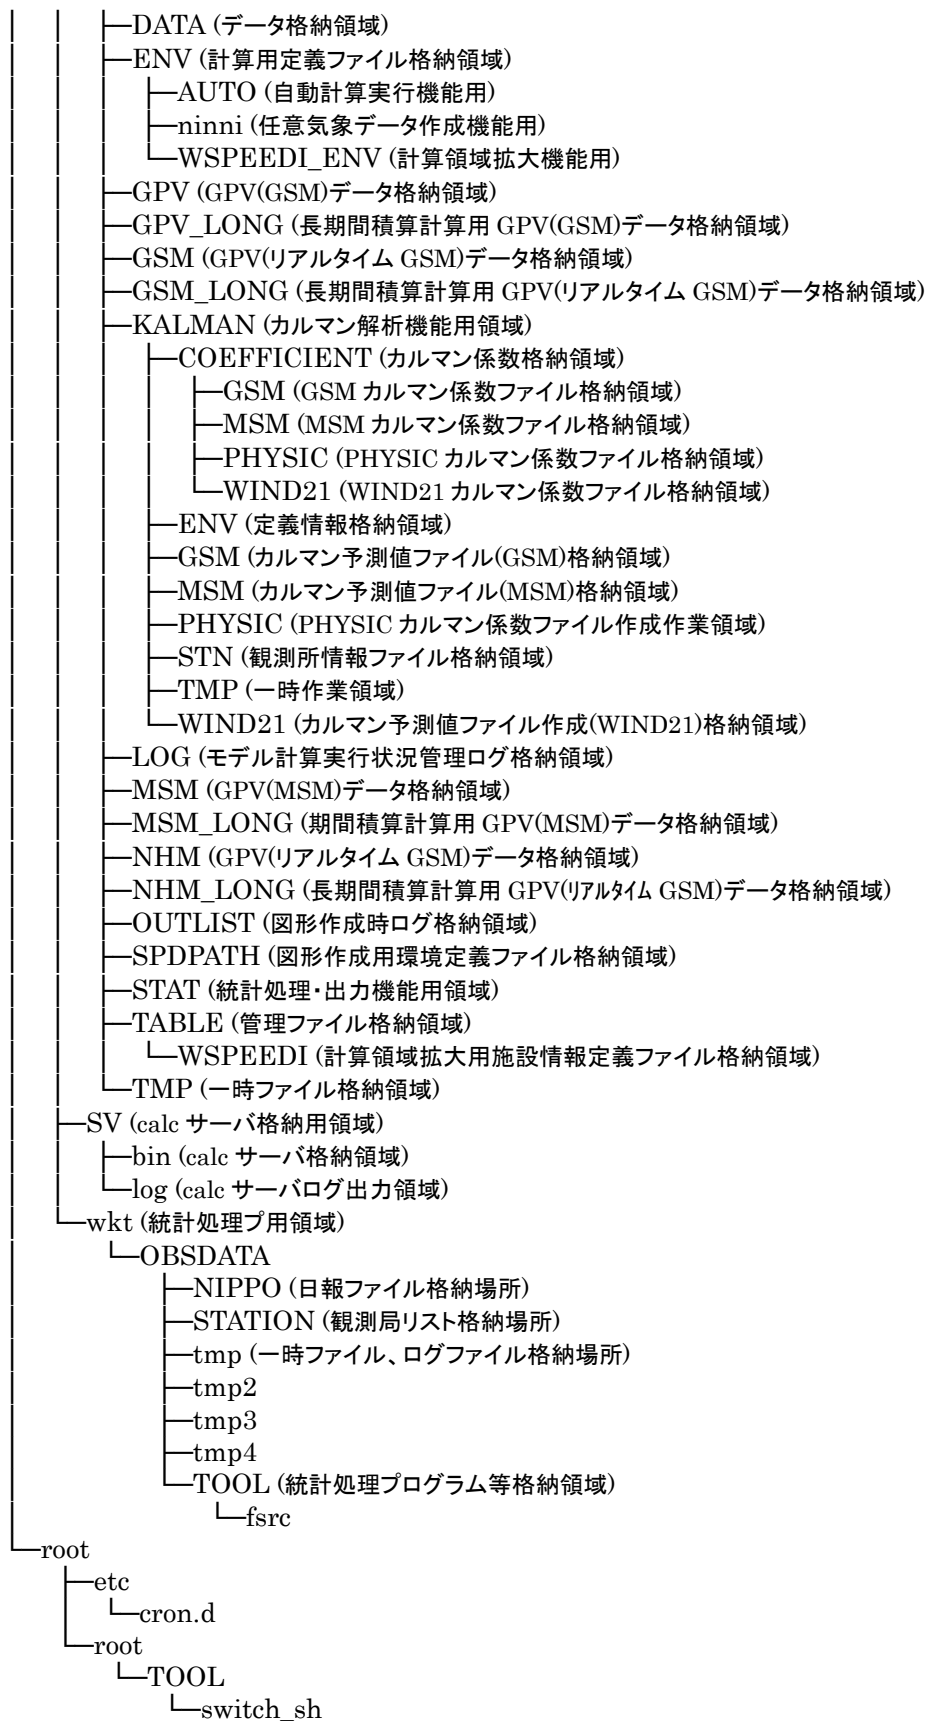 DATA (データ格納領域)
ENV (計算用定義ファイル格納領域)
AUTO (自動計算実行機能用)
ninni (任意気象データ作成機能用)
WSPEEDI_ENV (計算領域拡大機能用)
GPV (GPV(GSM)データ格納領域)
GPV_LONG (長期間積算計算用 GPV(GSM)データ格納領域)
GSM (GPV(リアルタイム GSM)データ格納領域)
GSM_LONG (長期間積算計算用 GPV(リアルタイム GSM)データ格納領域)
KALMAN (カルマン解析機能用領域)
COEFFICIENT (カルマン係数格納領域)
GSM (GSM カルマン係数ファイル格納領域)
MSM (MSM カルマン係数ファイル格納領域)
PHYSIC (PHYSIC カルマン係数ファイル格納領域)
WIND21 (WIND21 カルマン係数ファイル格納領域)
ENV (定義情報格納領域)
GSM (カルマン予測値ファイル(GSM)格納領域)
MSM (カルマン予測値ファイル(MSM)格納領域)
PHYSIC (PHYSIC カルマン係数ファイル作成作業領域)
STN (観測所情報ファイル格納領域)
TMP (一時作業領域)
WIND21 (カルマン予測値ファイル作成(WIND21)格納領域)
LOG (モデル計算実行状況管理ログ格納領域)
MSM (GPV(MSM)データ格納領域)
MSM_LONG (期間積算計算用 GPV(MSM)データ格納領域)
NHM (GPV(リアルタイム GSM)データ格納領域)
NHM_LONG (長期間積算計算用 GPV(リアルタイム GSM)データ格納領域)
OUTLIST (図形作成時ログ格納領域)
SPDPATH (図形作成用環境定義ファイル格納領域)
STAT (統計処理・出力機能用領域)
TABLE (管理ファイル格納領域)
WSPEEDI (計算領域拡大用施設情報定義ファイル格納領域)
TMP (一時ファイル格納領域)
SV (calc サーバ格納用領域)
bin (calc サーバ格納領域)
log (calc サーバログ出力領域)
wkt (統計処理プ用領域)
OBSDATA
NIPPO (日報ファイル格納場所)
STATION (観測局リスト格納場所)
tmp (一時ファイル、ログファイル格納場所)
tmp2
tmp3
tmp4
TOOL (統計処理プログラム等格納領域)
fsrc
root
etc
cron.d
root
TOOL
switch_sh